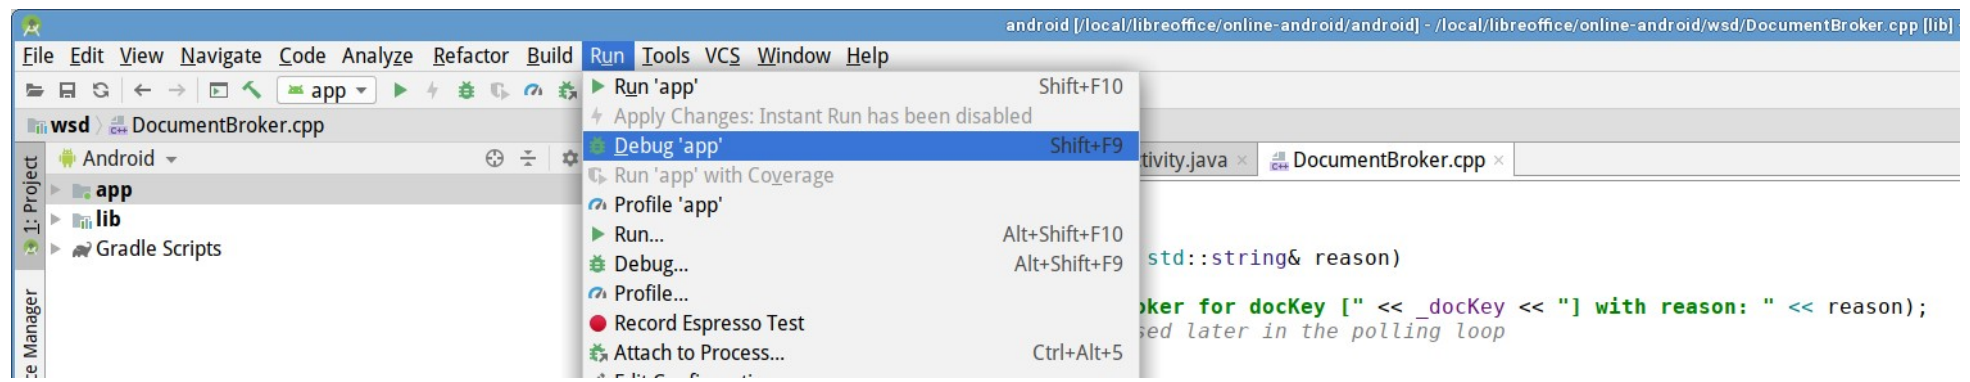 android [/local/libreoffice/online-android/android] - /local/libreoffice/online-android/wsd/DocumentBroker.cpp [lib]
File Edit View Navigate Code Analyze Refactor Build Run Tools VCS Window Help
app
wsd DocumentBroker.cpp
Android
1: Project
app
lib
Gradle Scripts
Manager
Run 'app' Shift+F10
Apply Changes: Instant Run has been disabled
Debug 'app' Shift+F9
Run 'app' with Coverage
Profile 'app'
Run... Alt+Shift+F10
Debug... Alt+Shift+F9
Profile...
Record Espresso Test
Attach to Process... Ctrl+Alt+5
tivity.java DocumentBroker.cpp
std::string& reason)
oker for docKey [" << _docKey << "] with reason: " << reason);
sed later in the polling loop